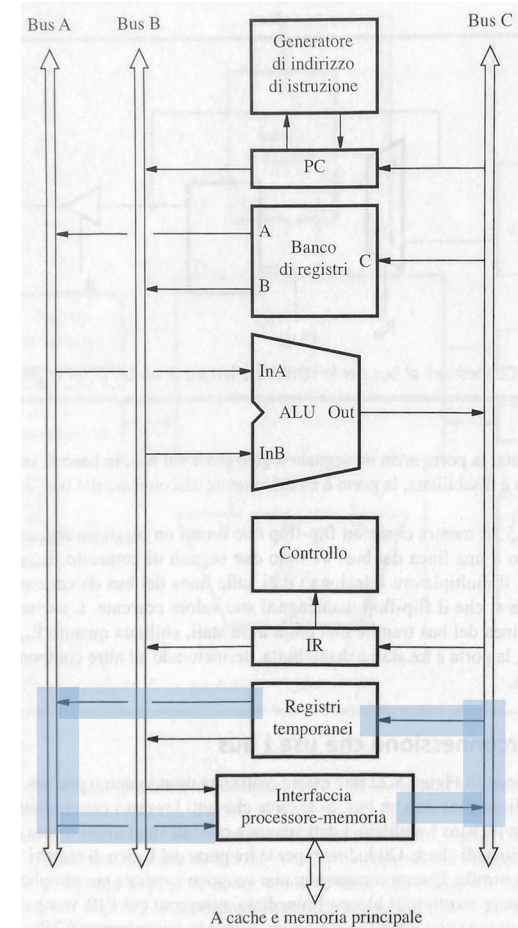 Bus A
Bus B
Bus C
Generatore
di indirizzo
di istruzione
PC
A
Banco
di registri
C
B
InA
ALU Out
InB
Controllo
IR
Registri
temporanei
Interfaccia
processore-memoria
A cache e memoria principale